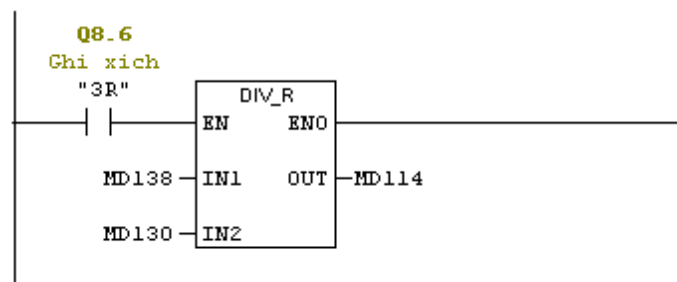 Q8.6
Ghi xich
"3R"
DIV_R
EN ENO
MD138 IN1 OUT MD114
MD130 IN2